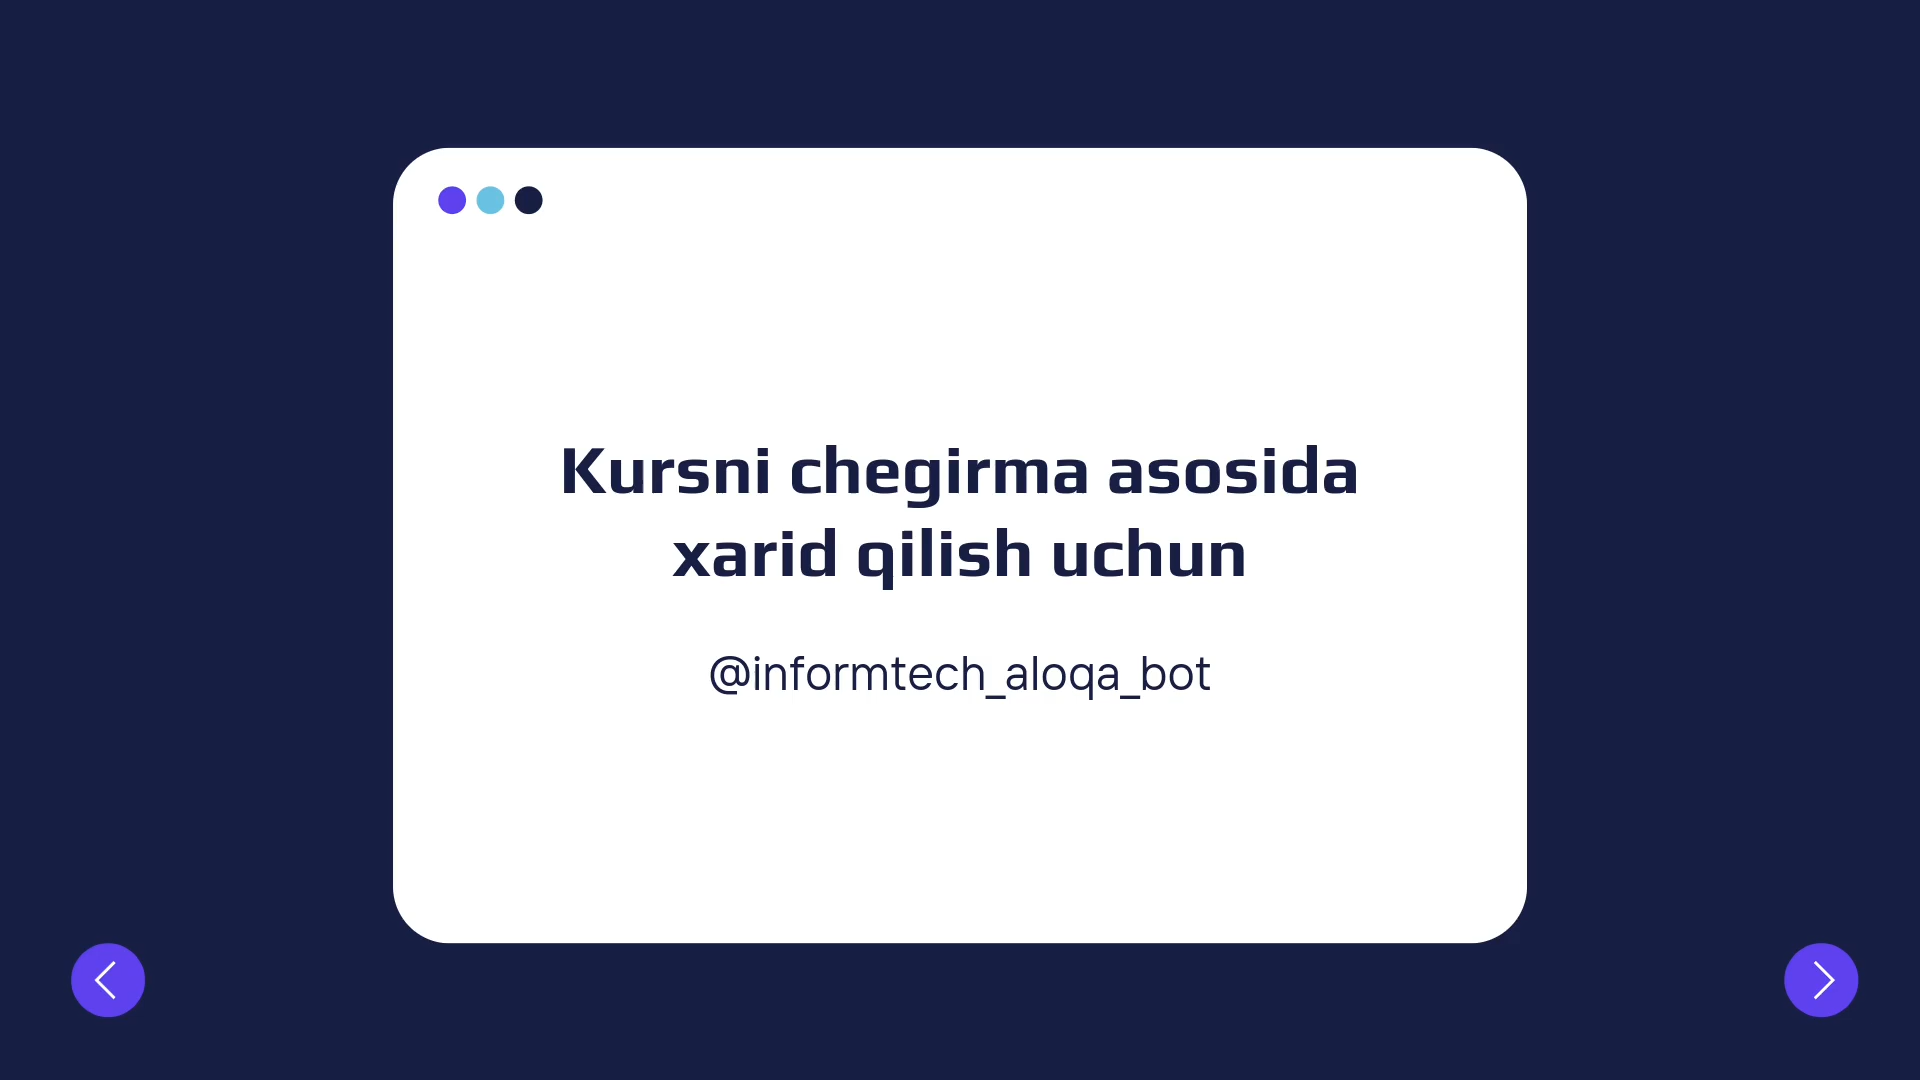 Kursni chegirma asosida
xarid qilish uchun
@informtech_aloqa_bot